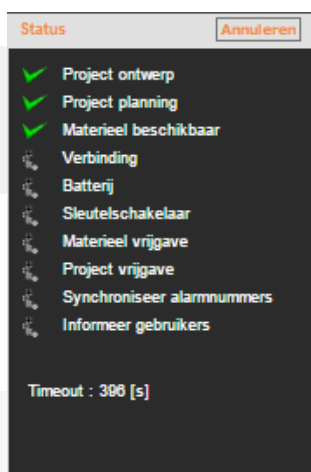 Status
Annuleren
Project ontwerp
Project planning
Materieel beschikbaar
Verbinding
Batterij
Sleutelschakelaar
Materieel vrijgave
Project vrijgave
Synchroniseer alarmnummers
Informeer gebruikers
Timeout : 396 [s]